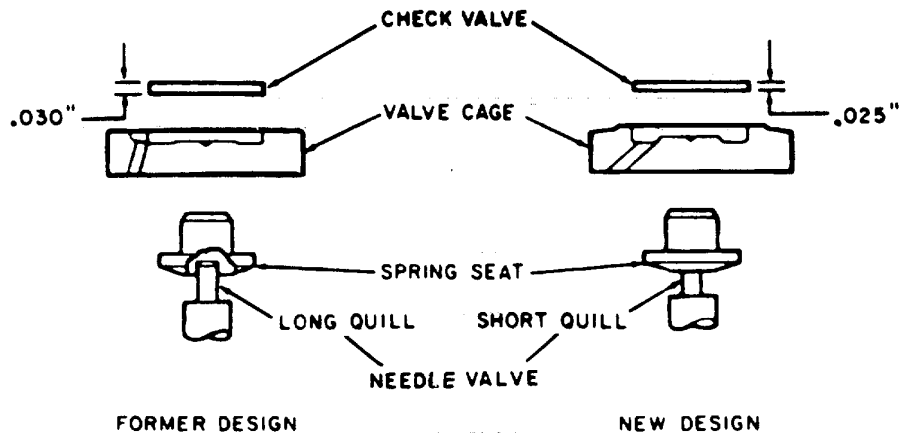 CHECK VALVE
.030"
VALVE CAGE
.025"
SPRING SEAT
LONG QUILL
SHORT QUILL
NEEDLE VALVE
FORMER DESIGN
NEW DESIGN